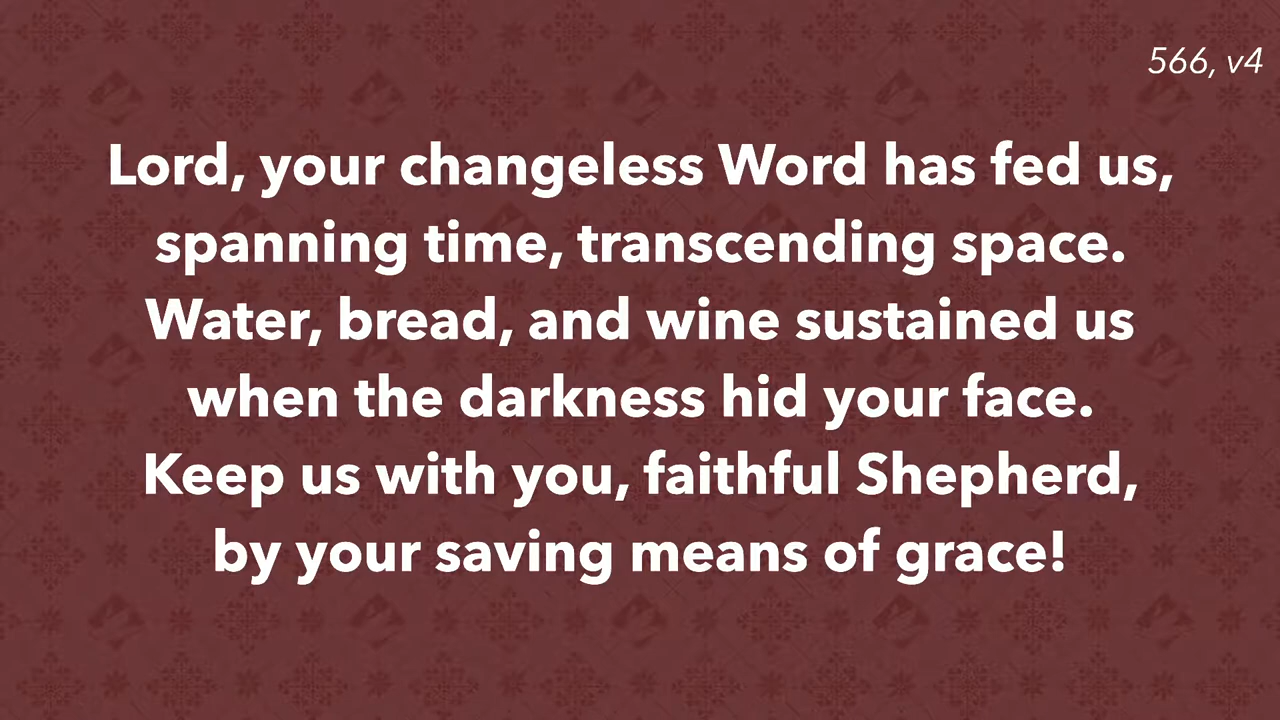 566, v4
Lord, your changeless Word has fed us,
spanning time, transcending space.
Water, bread, and wine sustained us
when the darkness hid your face.
Keep us with you, faithful Shepherd,
by your saving means of grace!